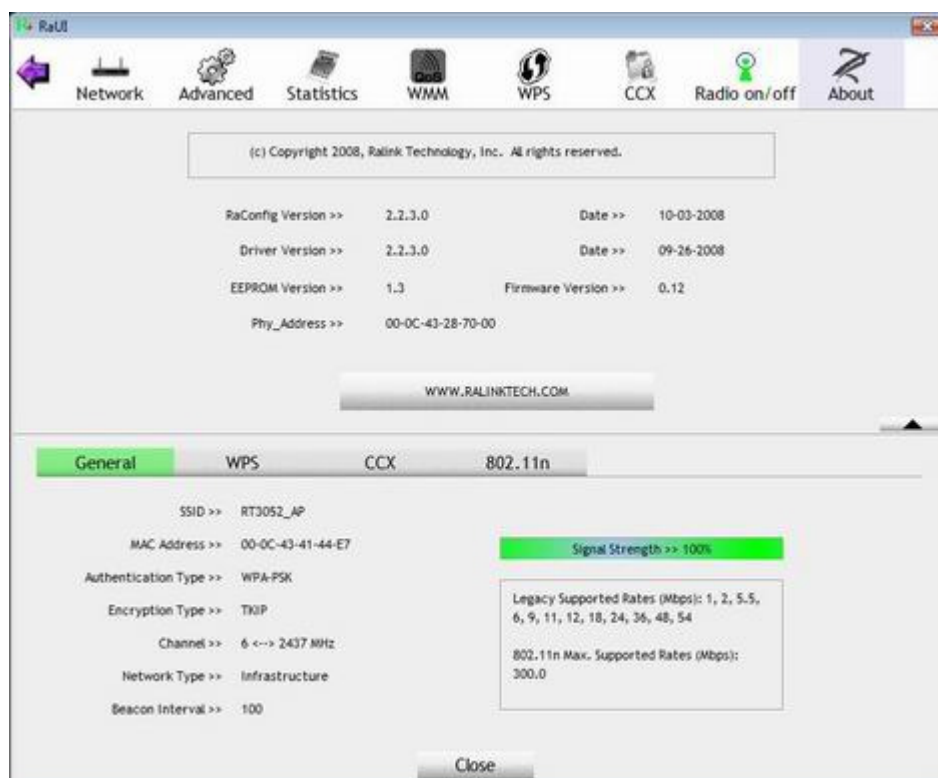 RaUI
Network Advanced Statistics QoS WMM WPS CCX Radio on/off About
(c) Copyright 2008, Ralink Technology, Inc. All rights reserved.
RaConfig Version >> 2.2.3.0 Date >> 10-03-2008
Driver Version >> 2.2.3.0 Date >> 09-26-2008
EEPROM Version >> 1.3 Firmware Version >> 0.12
Phy_Address >> 00-0C-43-28-70-00
WWW.RALINKTECH.COM
General WPS CCX 802.11n
SSID >> RT3052_AP
MAC Address >> 00-0C-43-41-44-E7
Authentication Type >> WPA-PSK
Encryption Type >> TKIP
Channel >> 6 <--> 2437 MHz
Network Type >> Infrastructure
Beacon Interval >> 100
Signal Strength >> 100%
Legacy Supported Rates (Mbps): 1, 2, 5.5,
6, 9, 11, 12, 18, 24, 36, 48, 54
802.11n Max. Supported Rates (Mbps):
300.0
Close